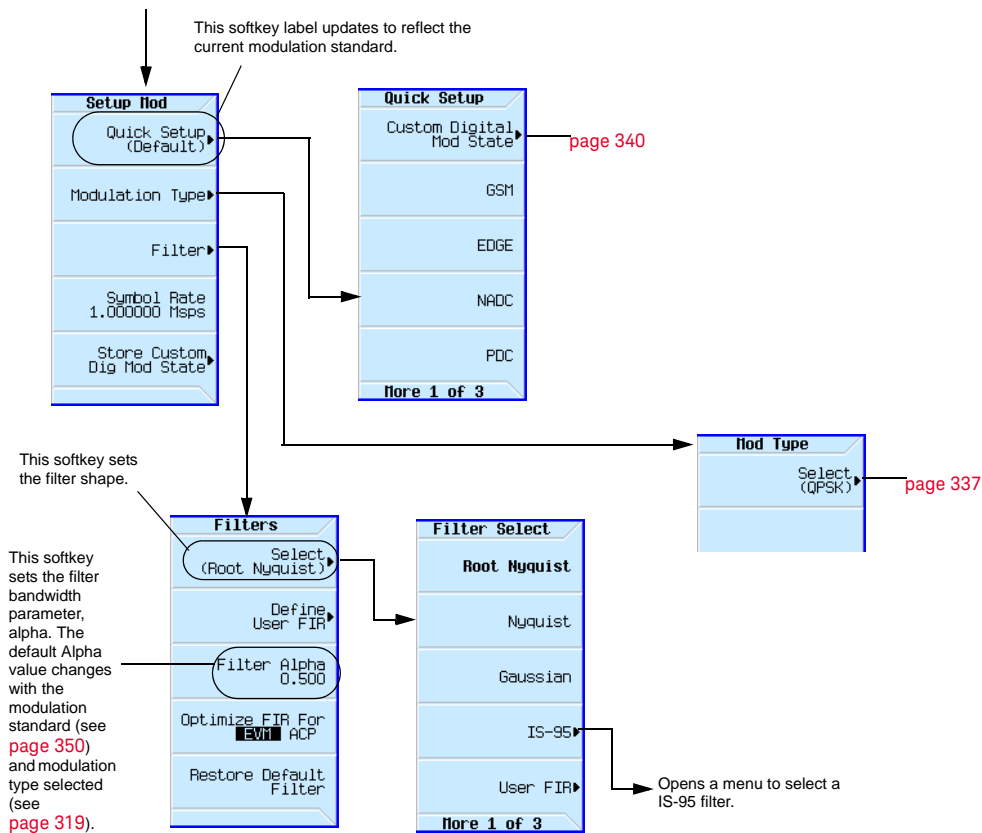 This softkey label updates to reflect the
current modulation standard.
Setup Mod
Quick Setup
(Default)
Modulation Type
Filter
Symbol Rate
1.000000 Msps
Store Custom
Dig Mod State
Quick Setup
Custom Digital
Mod State
page 340
GSM
EDGE
NADC
PDC
More 1 of 3
Mod Type
Select
(QPSK)
page 337
This softkey sets
the filter shape.
This softkey
sets the filter
bandwidth
parameter,
alpha. The
default Alpha
value changes
with the
modulation
standard (see
page 350)
and modulation
type selected
(see
page 319).
Filters
Select
(Root Nyquist)
Define
User FIR
Filter Alpha
0.500
Optimize FIR For
EVM ACP
Restore Default
Filter
Filter Select
Root Nyquist
Nyquist
Gaussian
IS-95
User FIR
More 1 of 3
Opens a menu to select a
IS-95 filter.